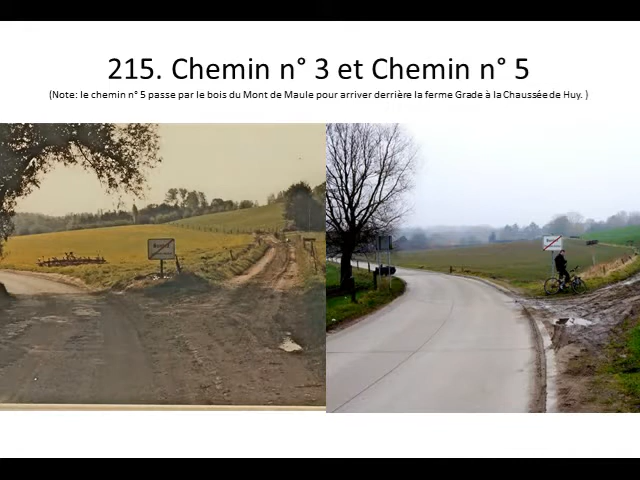 215. Chemin n° 3 et Chemin n° 5
(Note: le chemin n° 5 passe par le bois du Mont de Maule pour arriver derrière la ferme Grade à la Chaussée de Huy. )